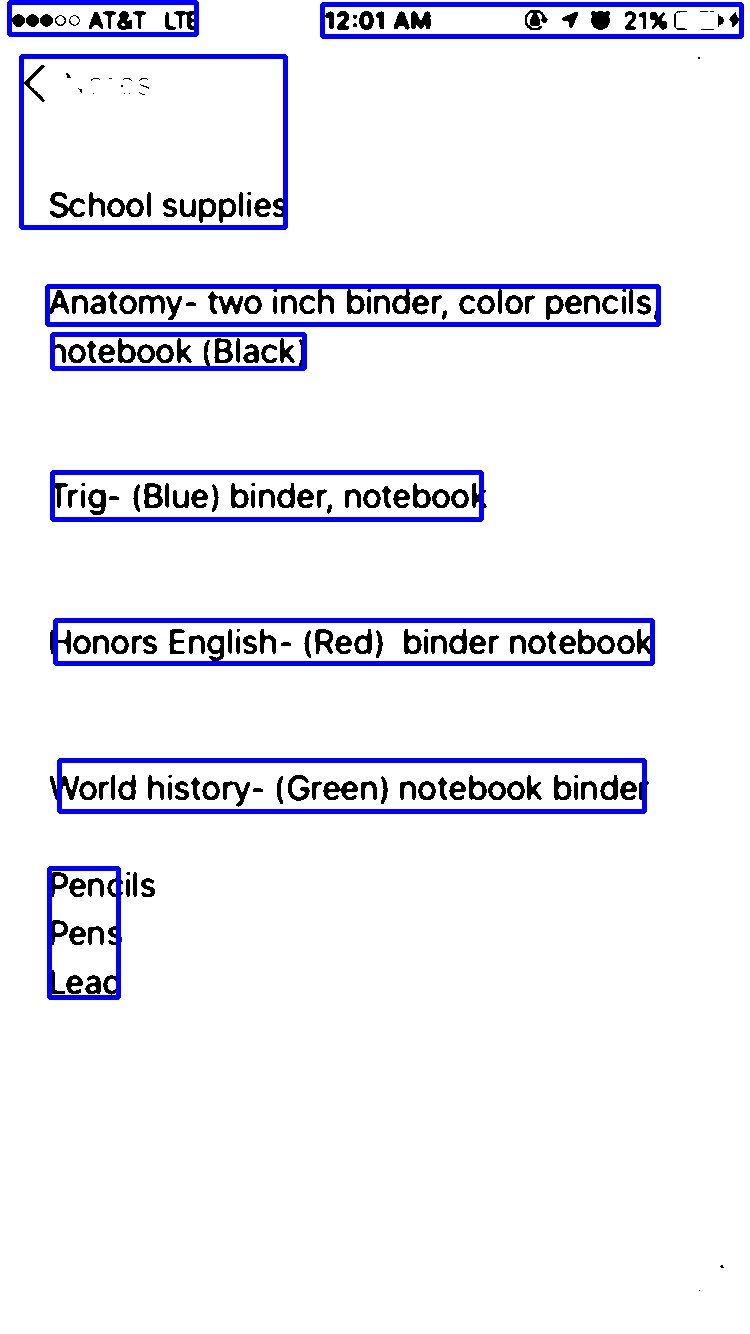 ●●●○○ AT&T LTE 12:01 AM 21%
Notes
School supplies
Anatomy- two inch binder, color pencils,
notebook (Black)
Trig- (Blue) binder, notebook
Honors English- (Red)  binder notebook
World history- (Green) notebook binder
Pencils
Pens
Lead